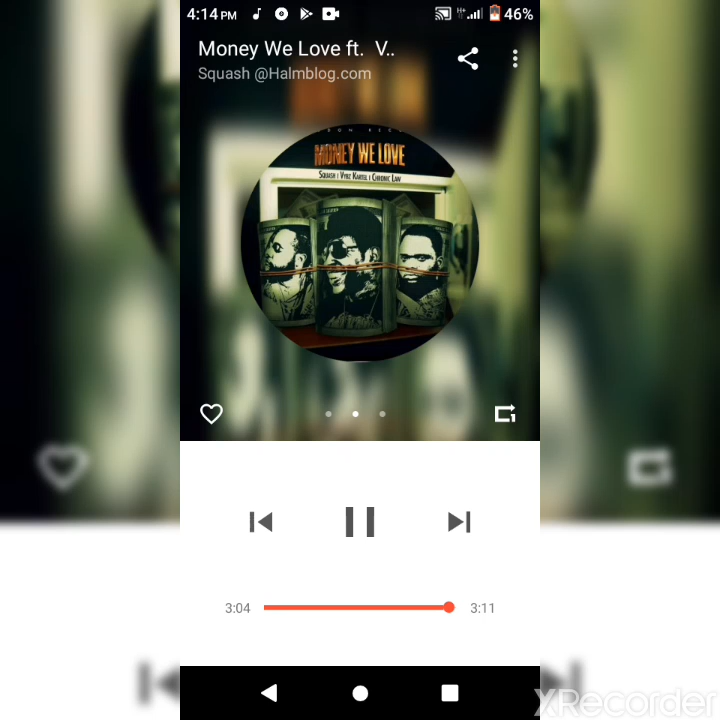 4:14 PM
H+
46%
Money We Love ft. V..
Squash @Halmblog.com
MONEY WE LOVE
SQUASH | VYBZ KARTEL | CHRONIC LAW
1
3:04
3:11
XRecorder